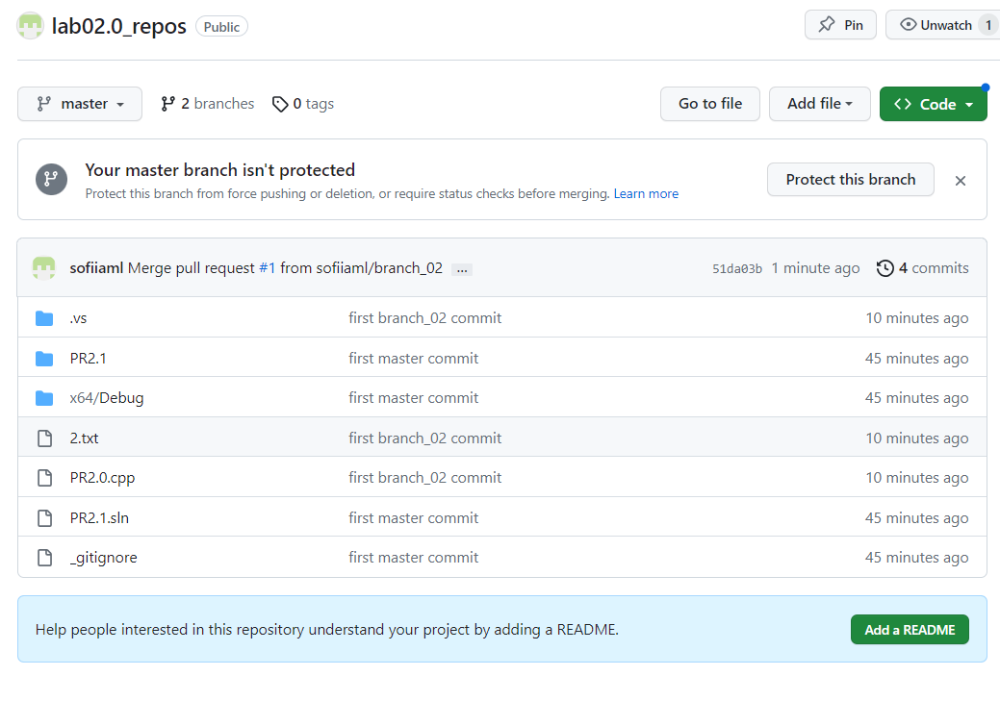 lab02.0_repos Public Pin Unwatch 1
master 2 branches 0 tags Go to file Add file <> Code
Your master branch isn't protected
Protect this branch from force pushing or deletion, or require status checks before merging. Learn more
Protect this branch ×
sofiiaml Merge pull request #1 from sofiiaml/branch_02 ... 51da03b 1 minute ago 4 commits
.vs first branch_02 commit 10 minutes ago
PR2.1 first master commit 45 minutes ago
x64/Debug first master commit 45 minutes ago
2.txt first branch_02 commit 10 minutes ago
PR2.0.cpp first branch_02 commit 10 minutes ago
PR2.1.sln first master commit 45 minutes ago
_gitignore first master commit 45 minutes ago
Help people interested in this repository understand your project by adding a README. Add a README